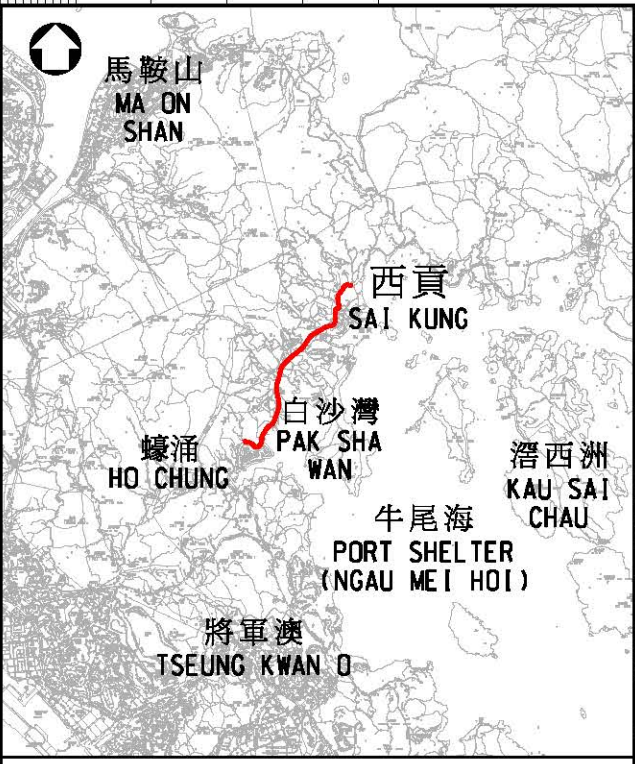 馬鞍山
MA ON
SHAN
西貢
SAI KUNG
白沙灣
PAK SHA
WAN
蠔涌
HO CHUNG
滘西洲
KAU SAI
CHAU
牛尾海
PORT SHELTER
(NGAU MEI HOI)
將軍澳
TSEUNG KWAN O